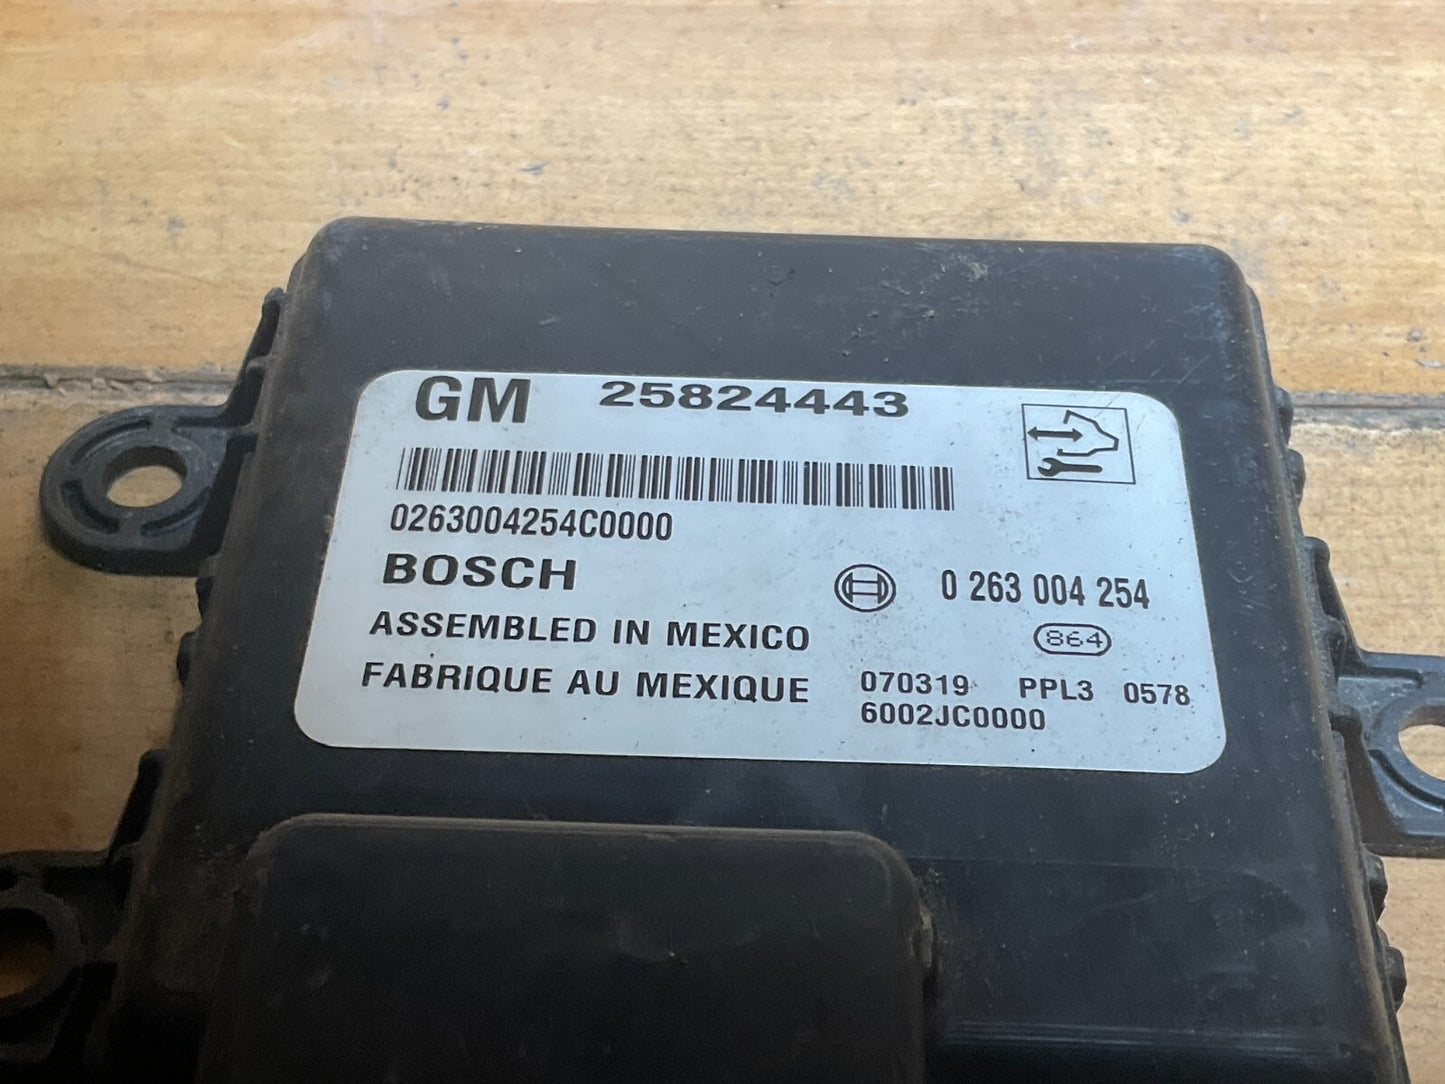 GM 25824443
0263004254C0000
BOSCH 0 263 004 254
ASSEMBLED IN MEXICO 864
FABRIQUE AU MEXIQUE 070319 PPL3 0578
6002JC0000